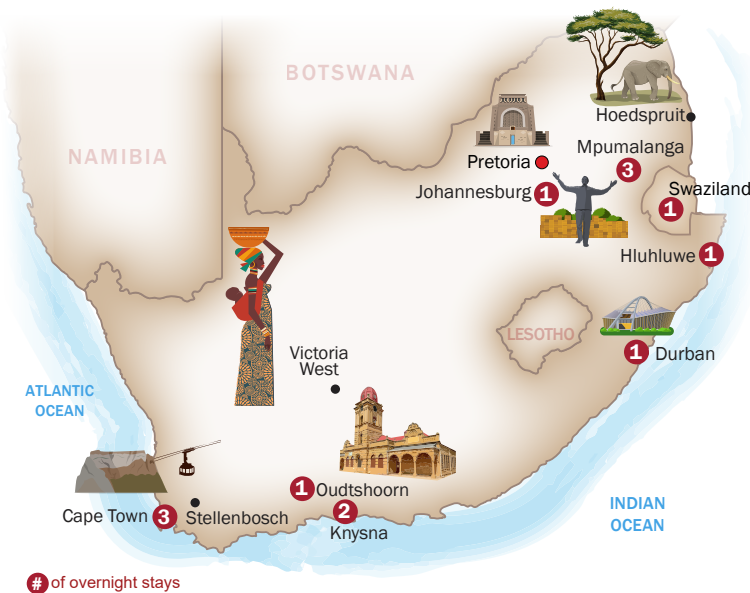 BOTSWANA
NAMIBIA
Hoedspruit
Mpumalanga
3
Pretoria
Johannesburg 1
Swaziland
1
Hluhluwe 1
LESOTHO
1 Durban
Victoria
West
ATLANTIC
OCEAN
1 Oudtshoorn
2
Knysna
Cape Town 3 Stellenbosch
INDIAN
OCEAN
# of overnight stays